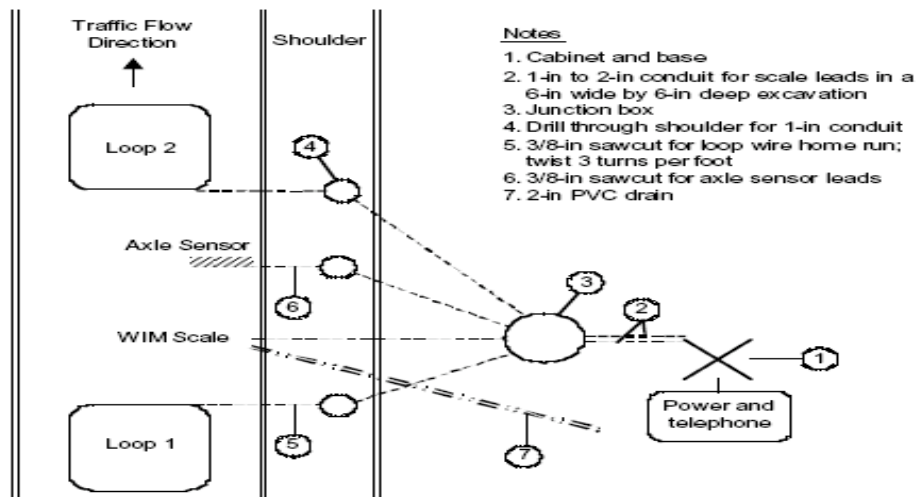 Traffic Flow
Direction
Shoulder
Notes
1. Cabinet and base
2. 1-in to 2-in conduit for scale leads in a
6-in wide by 6-in deep excavation
3. Junction box
4. Drill through shoulder for 1-in conduit
5. 3/8-in sawcut for loop wire home run;
twist 3 turns per foot
6. 3/8-in sawcut for axle sensor leads
7. 2-in PVC drain
Loop 2
4
Axle Sensor
3
6
2
WIM Scale
1
Power and
telephone
Loop 1
5
7